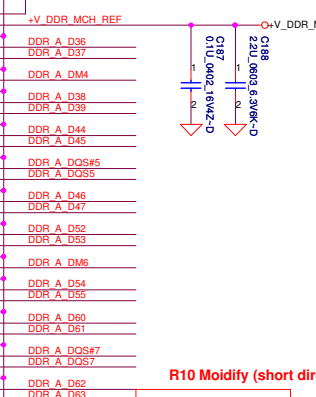 +V_DDR_MCH_REF
+V_DDR_M
DDR_A_D36
DDR_A_D37
DDR_A_DM4
DDR_A_D38
DDR_A_D39
DDR_A_D44
DDR_A_D45
DDR_A_DQS#5
DDR_A_DQS5
DDR_A_D46
DDR_A_D47
DDR_A_D52
DDR_A_D53
DDR_A_DM6
DDR_A_D54
DDR_A_D55
DDR_A_D60
DDR_A_D61
DDR_A_DQS#7
DDR_A_DQS7
DDR_A_D62
DDR_A_D63
1
2
C187
0.1U_0402_16V4Z~D
1
2
C188
2.2U_0603_6.3V6K~D
R10 Moidify (short dir